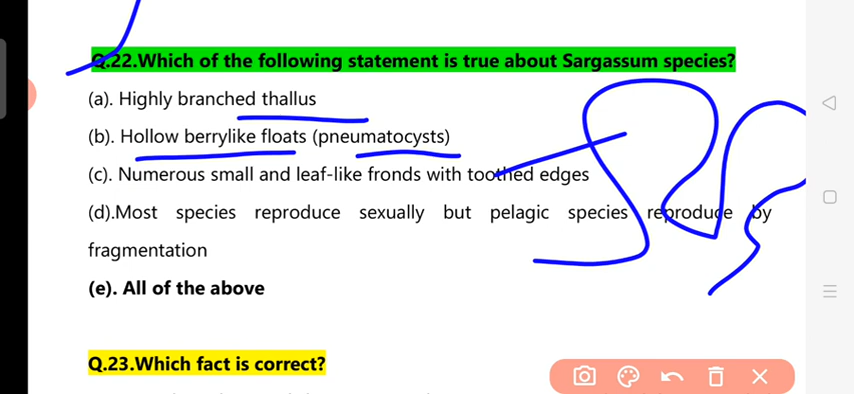 Q.22.Which of the following statement is true about Sargassum species?
(a). Highly branched thallus
(b). Hollow berrylike floats (pneumatocysts)
(c). Numerous small and leaf-like fronds with toothed edges
(d).Most species reproduce sexually but pelagic species reproduce by
fragmentation
(e). All of the above
Q.23.Which fact is correct?